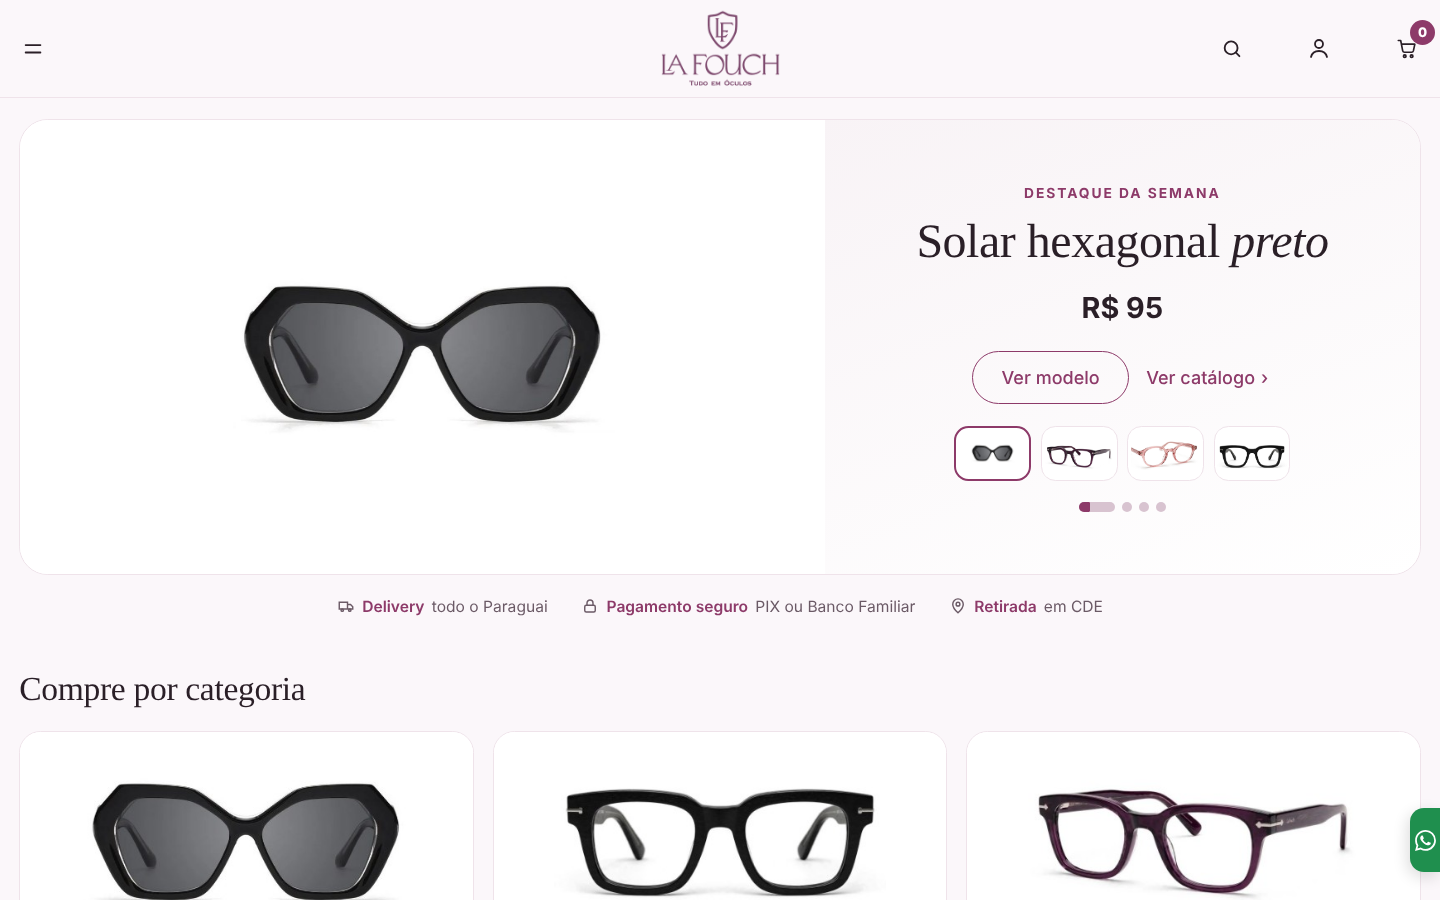 LF
LA FOUCH
TUDO EM ÓCULOS
0
DESTAQUE DA SEMANA
Solar hexagonal preto
R$ 95
Ver modelo
Ver catálogo ›
Delivery todo o Paraguai
Pagamento seguro PIX ou Banco Familiar
Retirada em CDE
Compre por categoria